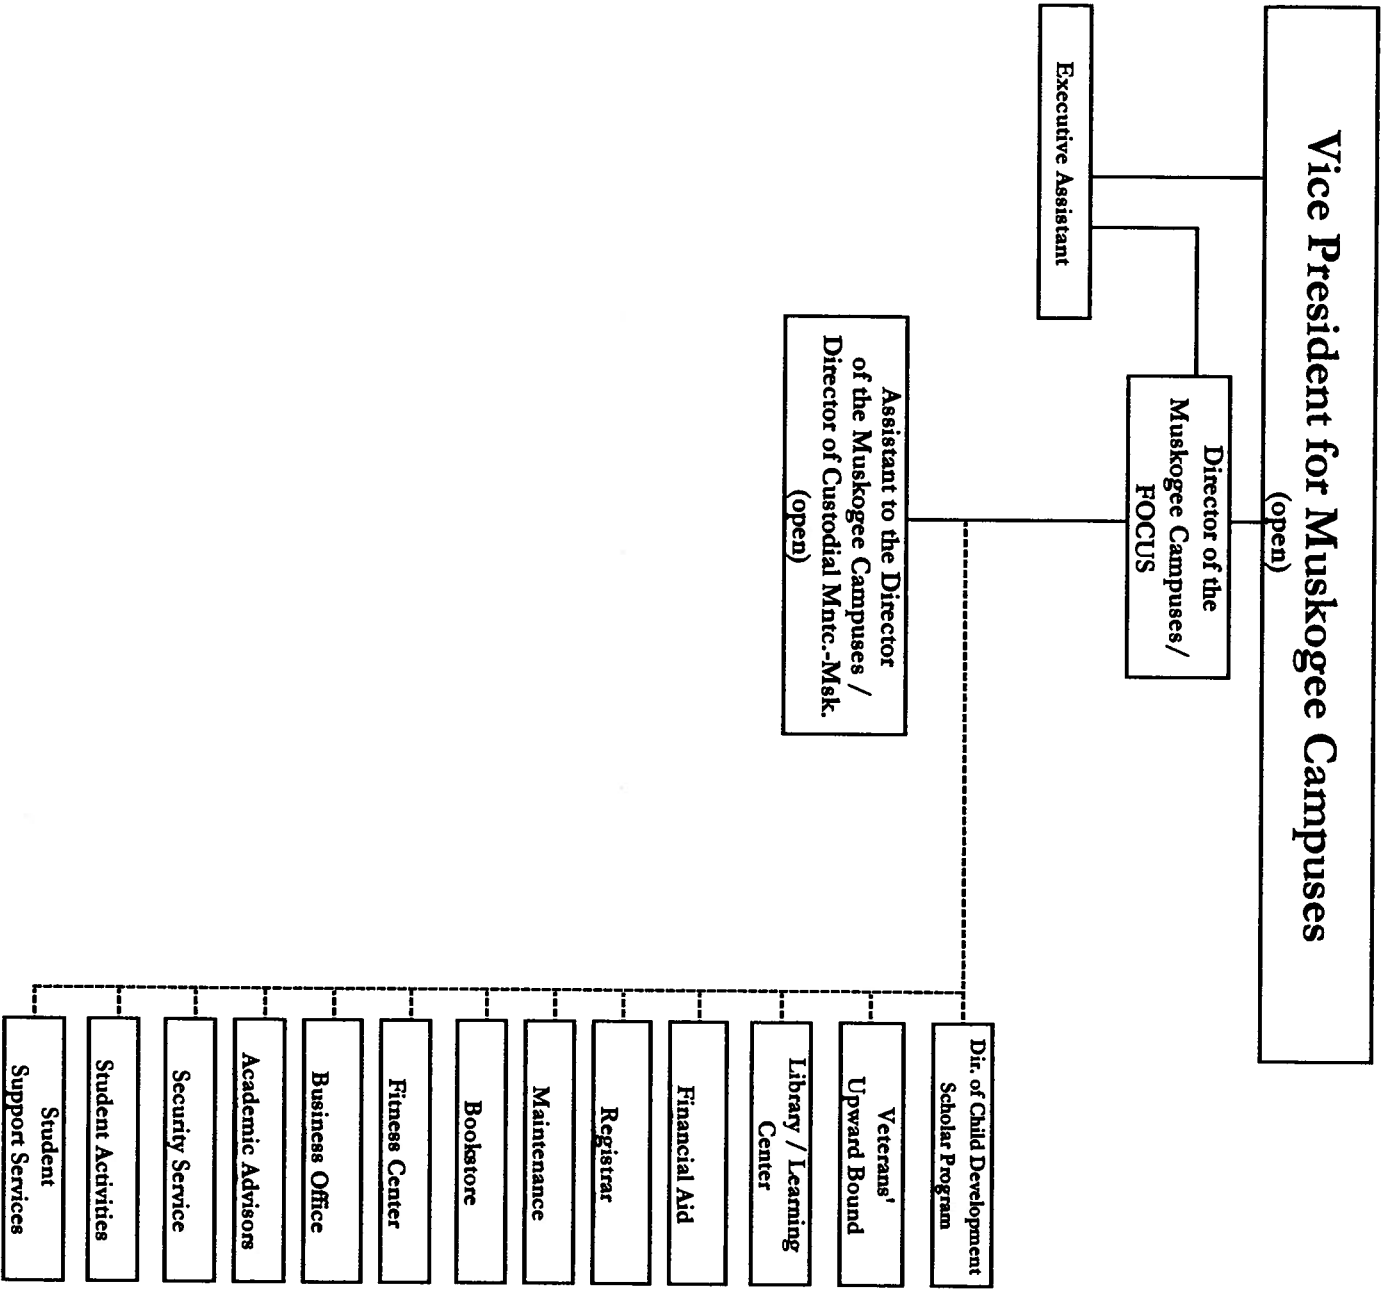 Vice President for Muskogee Campuses
(open)
Executive Assistant
Director of the
Muskogee Campuses/
FOCUS
Assistant to the Director
of the Muskogee Campuses /
Director of Custodial Mntc.-Msk.
(open)
Dir. of Child Development
Scholar Program
Veterans'
Upward Bound
Library / Learning
Center
Financial Aid
Registrar
Maintenance
Bookstore
Fitness Center
Business Office
Academic Advisors
Security Service
Student Activities
Student
Support Services